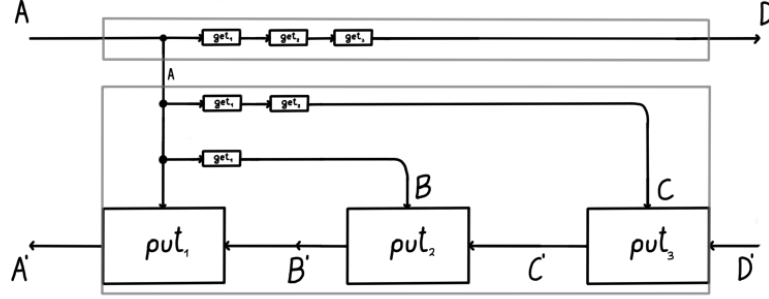 A D
get₁ get₂ get₃
A
get₁ get₂
get₁
B C
put₁ put₂ put₃
A' B' C' D'